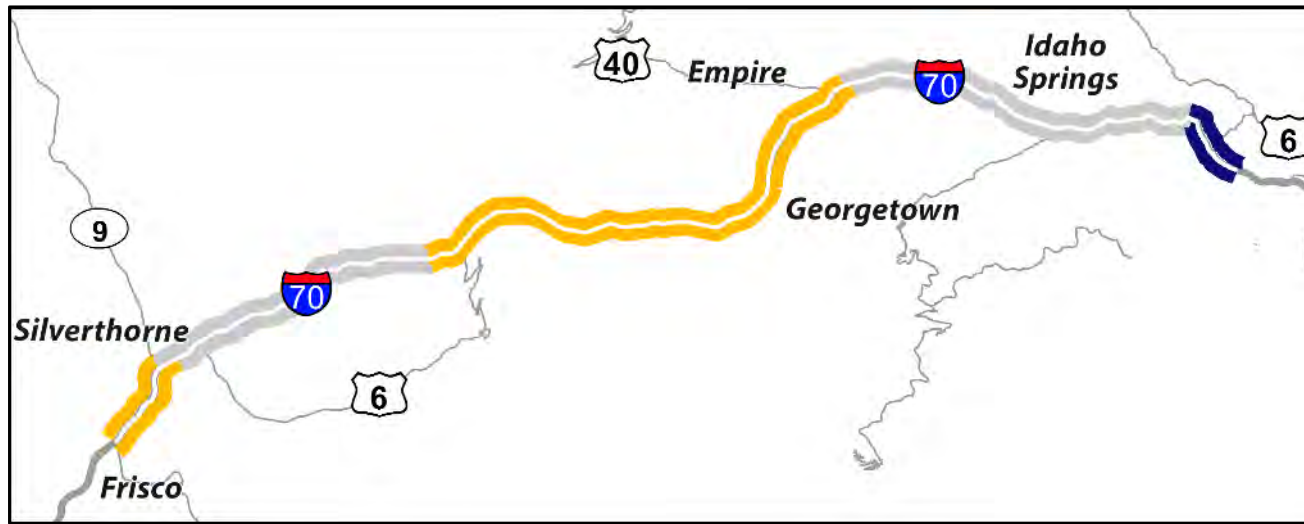 40
Empire
70
Idaho
Springs
6
Georgetown
9
70
Silverthorne
6
Frisco